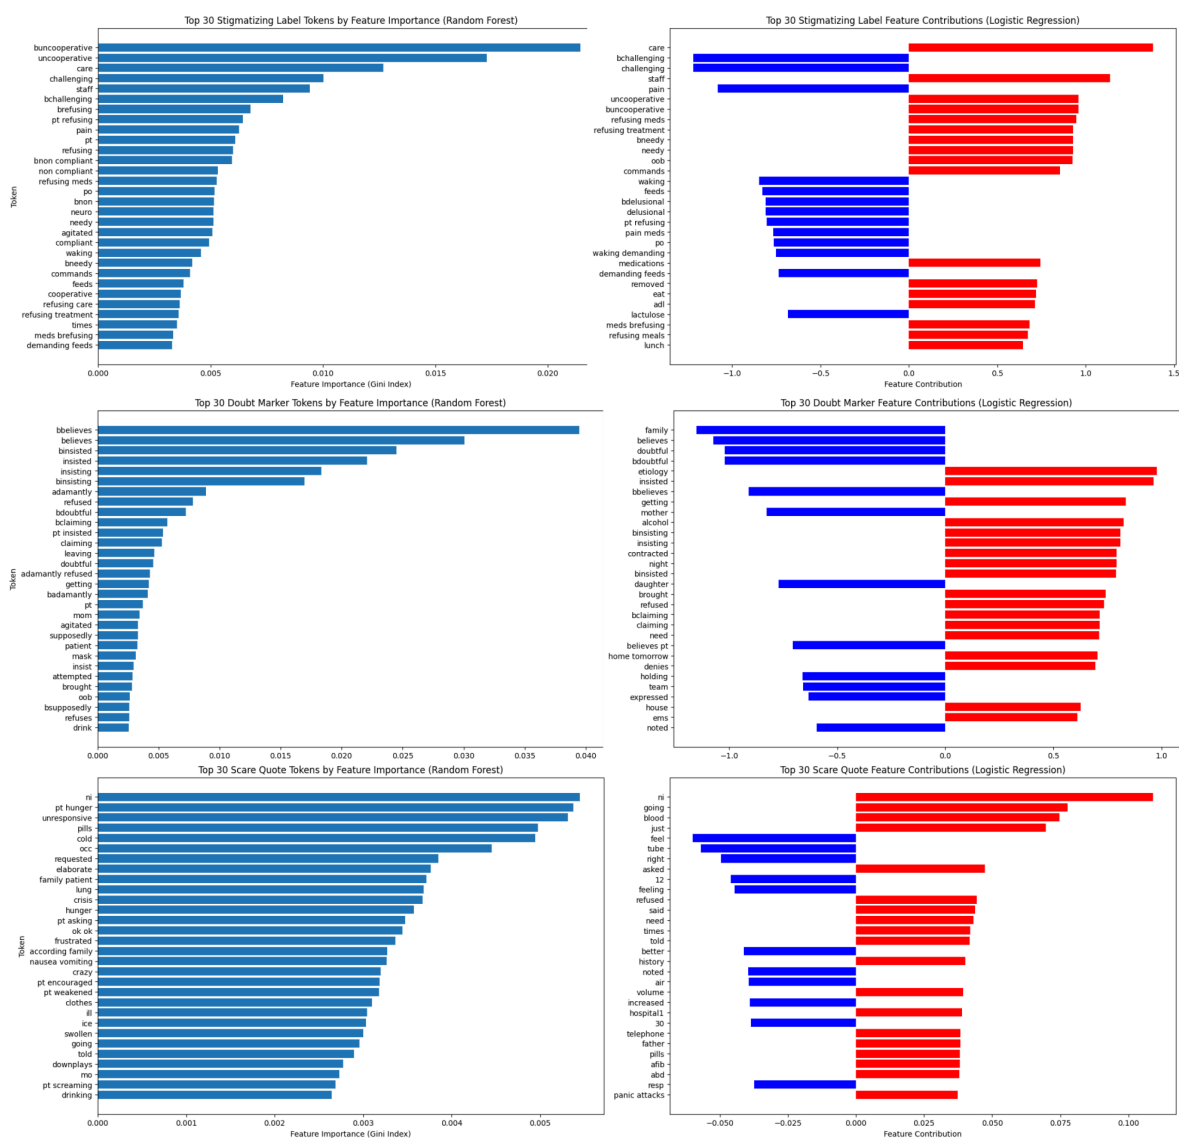 Top 30 Stigmatizing Label Tokens by Feature Importance (Random Forest)
buncooperative
uncooperative
care
challenging
staff
bchallenging
brefusing
pt refusing
pain
pt
refusing
bnon compliant
non compliant
refusing meds
po
bnon
neuro
needy
agitated
compliant
waking
bneedy
commands
feeds
cooperative
refusing care
refusing treatment
times
meds brefusing
demanding feeds
Token
0.000 0.005 0.010 0.015 0.020
Feature Importance (Gini Index)
Top 30 Stigmatizing Label Feature Contributions (Logistic Regression)
care
bchallenging
challenging
staff
pain
uncooperative
buncooperative
refusing meds
refusing treatment
bneedy
needy
oob
commands
waking
feeds
bdelusional
delusional
pt refusing
pain meds
po
waking demanding
medications
demanding feeds
removed
eat
adl
lactulose
meds brefusing
refusing meals
lunch
−1.0 −0.5 0.0 0.5 1.0 1.5
Feature Contribution
Top 30 Doubt Marker Tokens by Feature Importance (Random Forest)
bbelieves
believes
binsisted
insisted
insisting
binsisting
adamantly
refused
bdoubtful
bclaiming
pt insisted
claiming
leaving
doubtful
adamantly refused
getting
badamantly
pt
mom
agitated
supposedly
patient
mask
insist
attempted
brought
oob
bsupposedly
refuses
drink
Token
0.000 0.005 0.010 0.015 0.020 0.025 0.030 0.035 0.040
Top 30 Doubt Marker Feature Contributions (Logistic Regression)
family
believes
doubtful
bdoubtful
etiology
insisted
bbelieves
getting
mother
alcohol
binsisting
insisting
contracted
night
binsisted
daughter
brought
refused
bclaiming
claiming
need
believes pt
home tomorrow
denies
holding
team
expressed
house
ems
noted
−1.0 −0.5 0.0 0.5 1.0
Top 30 Scare Quote Tokens by Feature Importance (Random Forest)
ni
pt hunger
unresponsive
pills
cold
occ
requested
elaborate
family patient
lung
crisis
hunger
pt asking
ok ok
frustrated
according family
nausea vomiting
crazy
pt encouraged
pt weakened
clothes
ill
ice
swollen
going
told
downplays
mo
pt screaming
drinking
Token
0.000 0.001 0.002 0.003 0.004 0.005
Feature Importance (Gini Index)
Top 30 Scare Quote Feature Contributions (Logistic Regression)
ni
going
blood
just
feel
tube
right
asked
12
feeling
refused
said
need
times
told
better
history
noted
air
volume
increased
hospital1
30
telephone
father
pills
afib
abd
resp
panic attacks
−0.050 −0.025 0.000 0.025 0.050 0.075 0.100
Feature Contribution